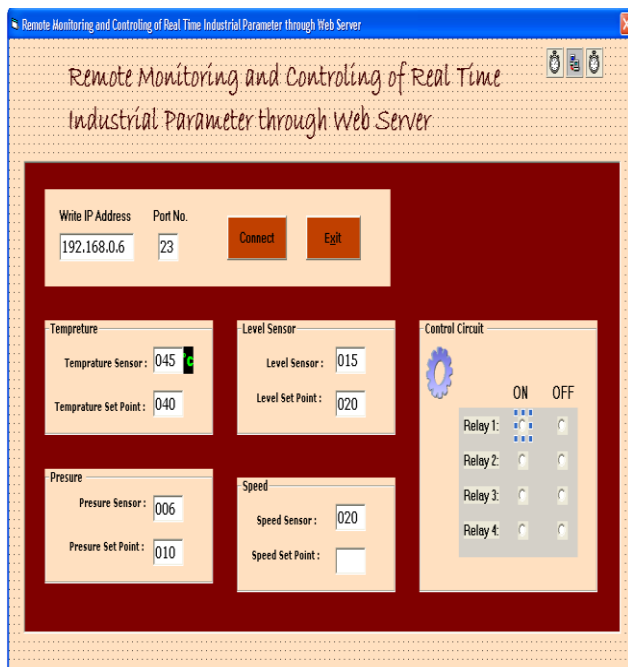 Remote Monitoring and Controling of Real Time Industrial Parameter through Web Server
Remote Monitoring and Controling of Real Time
Industrial Parameter through Web Server
Write IP Address Port No.
192.168.0.6 23 Connect Exit
Tempreture
Temprature Sensor : 045 °c
Temprature Set Point : 040
Level Sensor
Level Sensor : 015
Level Set Point : 020
Control Circuit
ON OFF
Relay 1:
Relay 2:
Relay 3:
Relay 4:
Presure
Presure Sensor : 006
Presure Set Point : 010
Speed
Speed Sensor : 020
Speed Set Point :